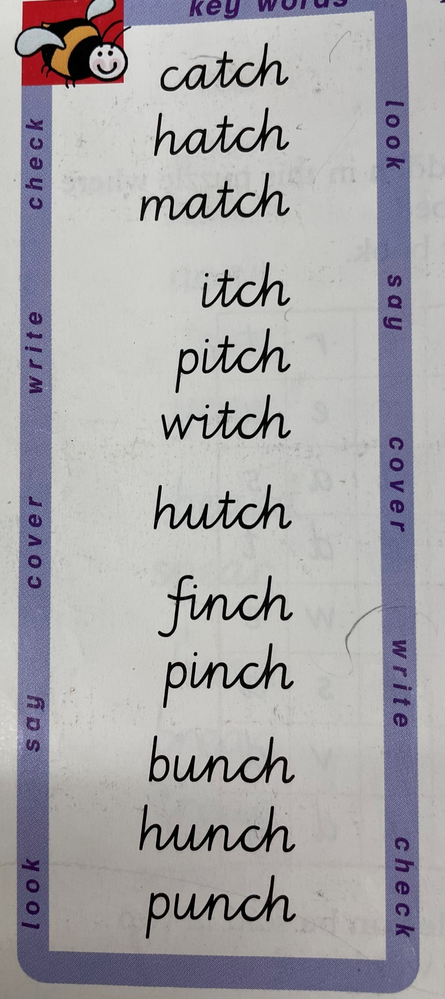 key words
catch
hatch
match
itch
pitch
witch
hutch
finch
pinch
bunch
hunch
punch
look say cover write check
look say cover write check